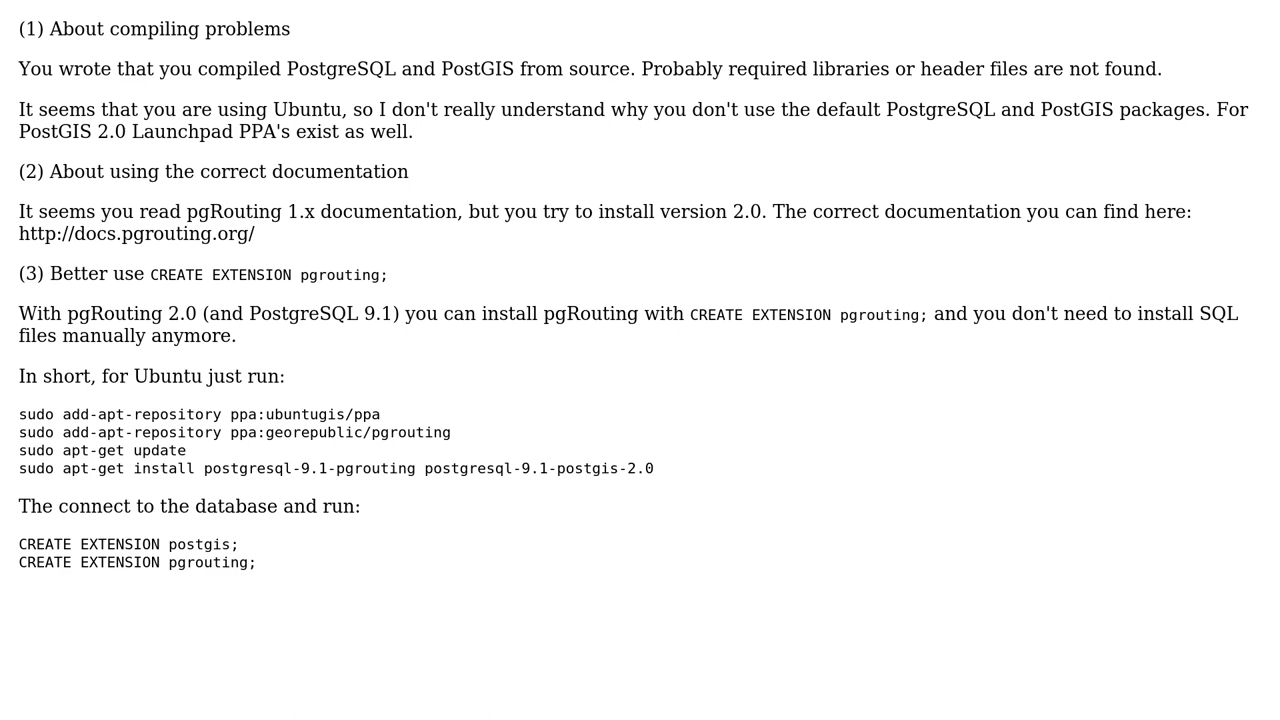 (1) About compiling problems
You wrote that you compiled PostgreSQL and PostGIS from source. Probably required libraries or header files are not found.
It seems that you are using Ubuntu, so I don't really understand why you don't use the default PostgreSQL and PostGIS packages. For
PostGIS 2.0 Launchpad PPA's exist as well.
(2) About using the correct documentation
It seems you read pgRouting 1.x documentation, but you try to install version 2.0. The correct documentation you can find here:
http://docs.pgrouting.org/
(3) Better use CREATE EXTENSION pgrouting;
With pgRouting 2.0 (and PostgreSQL 9.1) you can install pgRouting with CREATE EXTENSION pgrouting; and you don't need to install SQL
files manually anymore.
In short, for Ubuntu just run:
sudo add-apt-repository ppa:ubuntugis/ppa
sudo add-apt-repository ppa:georepublic/pgrouting
sudo apt-get update
sudo apt-get install postgresql-9.1-pgrouting postgresql-9.1-postgis-2.0
The connect to the database and run:
CREATE EXTENSION postgis;
CREATE EXTENSION pgrouting;